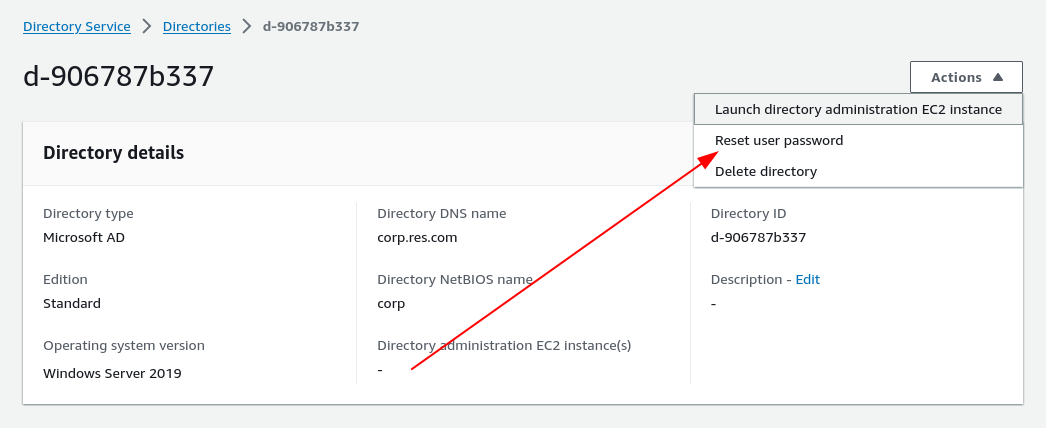 Directory Service > Directories > d-906787b337
d-906787b337
Actions
Launch directory administration EC2 instance
Reset user password
Delete directory
Directory details
Directory type
Microsoft AD
Edition
Standard
Operating system version
Windows Server 2019
Directory DNS name
corp.res.com
Directory NetBIOS name
corp
Directory administration EC2 instance(s)
-
Directory ID
d-906787b337
Description - Edit
-